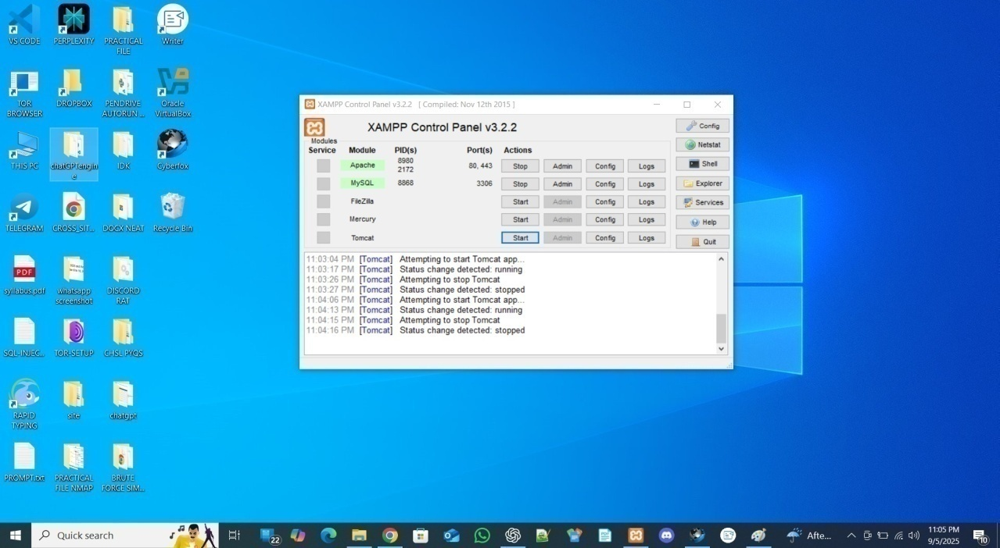 VS CODE
PERPLEXITY
PRACTICAL
FILE
Writer
TOR
BROWSER
DROPBOX
PENDRIVE
AUTORUN ...
Oracle
VirtualBox
THIS PC
chatGPTengin
e
IDK
Cyberfox
TELEGRAM
CROSS_SIT...
DOCX NEAT
Recycle Bin
PDF
syllabus.pdf
whatsapp
screenshot
DISCORD
RAT
SQL-INJEC...
TOR-SETUP
CHSL PYQS
RAPID
TYPING
site
chatgpt
PROMPT.txt
PRACTICAL
FILE NMAP
BRUTE
FORCE SIM...
XAMPP Control Panel v3.2.2 [ Compiled: Nov 12th 2015 ]
XAMPP Control Panel v3.2.2
Modules
Service Module PID(s) Port(s) Actions
Apache 8980
2172 80, 443 Stop Admin Config Logs
MySQL 8868 3306 Stop Admin Config Logs
FileZilla Start Admin Config Logs
Mercury Start Admin Config Logs
Tomcat Start Admin Config Logs
Config
Netstat
Shell
Explorer
Services
Help
Quit
11:03:04 PM [Tomcat] Attempting to start Tomcat app...
11:03:17 PM [Tomcat] Status change detected: running
11:03:26 PM [Tomcat] Attempting to stop Tomcat
11:03:27 PM [Tomcat] Status change detected: stopped
11:04:06 PM [Tomcat] Attempting to start Tomcat app...
11:04:13 PM [Tomcat] Status change detected: running
11:04:15 PM [Tomcat] Attempting to stop Tomcat
11:04:16 PM [Tomcat] Status change detected: stopped
Quick search
22
Afte...
11:05 PM
9/5/2025
10